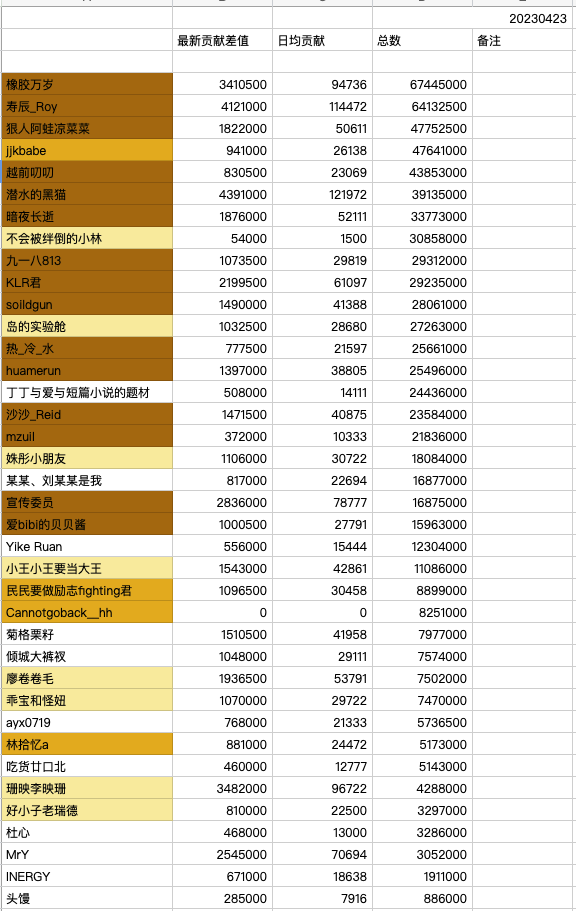 20230423
最新贡献差值 日均贡献 总数 备注
橡胶万岁 3410500 94736 67445000
寿辰_Roy 4121000 114472 64132500
狠人阿蛙凉菜菜 1822000 50611 47752500
jjkbabe 941000 26138 47641000
越前叨叨 830500 23069 43853000
潜水的黑猫 4391000 121972 39135000
暗夜长逝 1876000 52111 33773000
不会被绊倒的小林 54000 1500 30858000
九一八813 1073500 29819 29312000
KLR君 2199500 61097 29235000
soildgun 1490000 41388 28061000
岛的实验舱 1032500 28680 27263000
热_冷_水 777500 21597 25661000
huamerun 1397000 38805 25496000
丁丁与爱与短篇小说的题材 508000 14111 24436000
沙沙_Reid 1471500 40875 23584000
mzuil 372000 10333 21836000
姝彤小朋友 1106000 30722 18084000
某某、刘某某是我 817000 22694 16877000
宣传委员 2836000 78777 16875000
爱bibi的贝贝酱 1000500 27791 15963000
Yike Ruan 556000 15444 12304000
小王小王要当大王 1543000 42861 11086000
民民要做励志fighting君 1096500 30458 8899000
Cannotgoback__hh 0 0 8251000
菊格栗籽 1510500 41958 7977000
倾城大裤衩 1048000 29111 7574000
廖卷卷毛 1936500 53791 7502000
乖宝和怪妞 1070000 29722 7470000
ayx0719 768000 21333 5736500
林拾忆a 881000 24472 5173000
吃货廿口北 460000 12777 5143000
珊映李映珊 3482000 96722 4288000
好小子老瑞德 810000 22500 3297000
杜心 468000 13000 3286000
MrY 2545000 70694 3052000
INERGY 671000 18638 1911000
头馒 285000 7916 886000